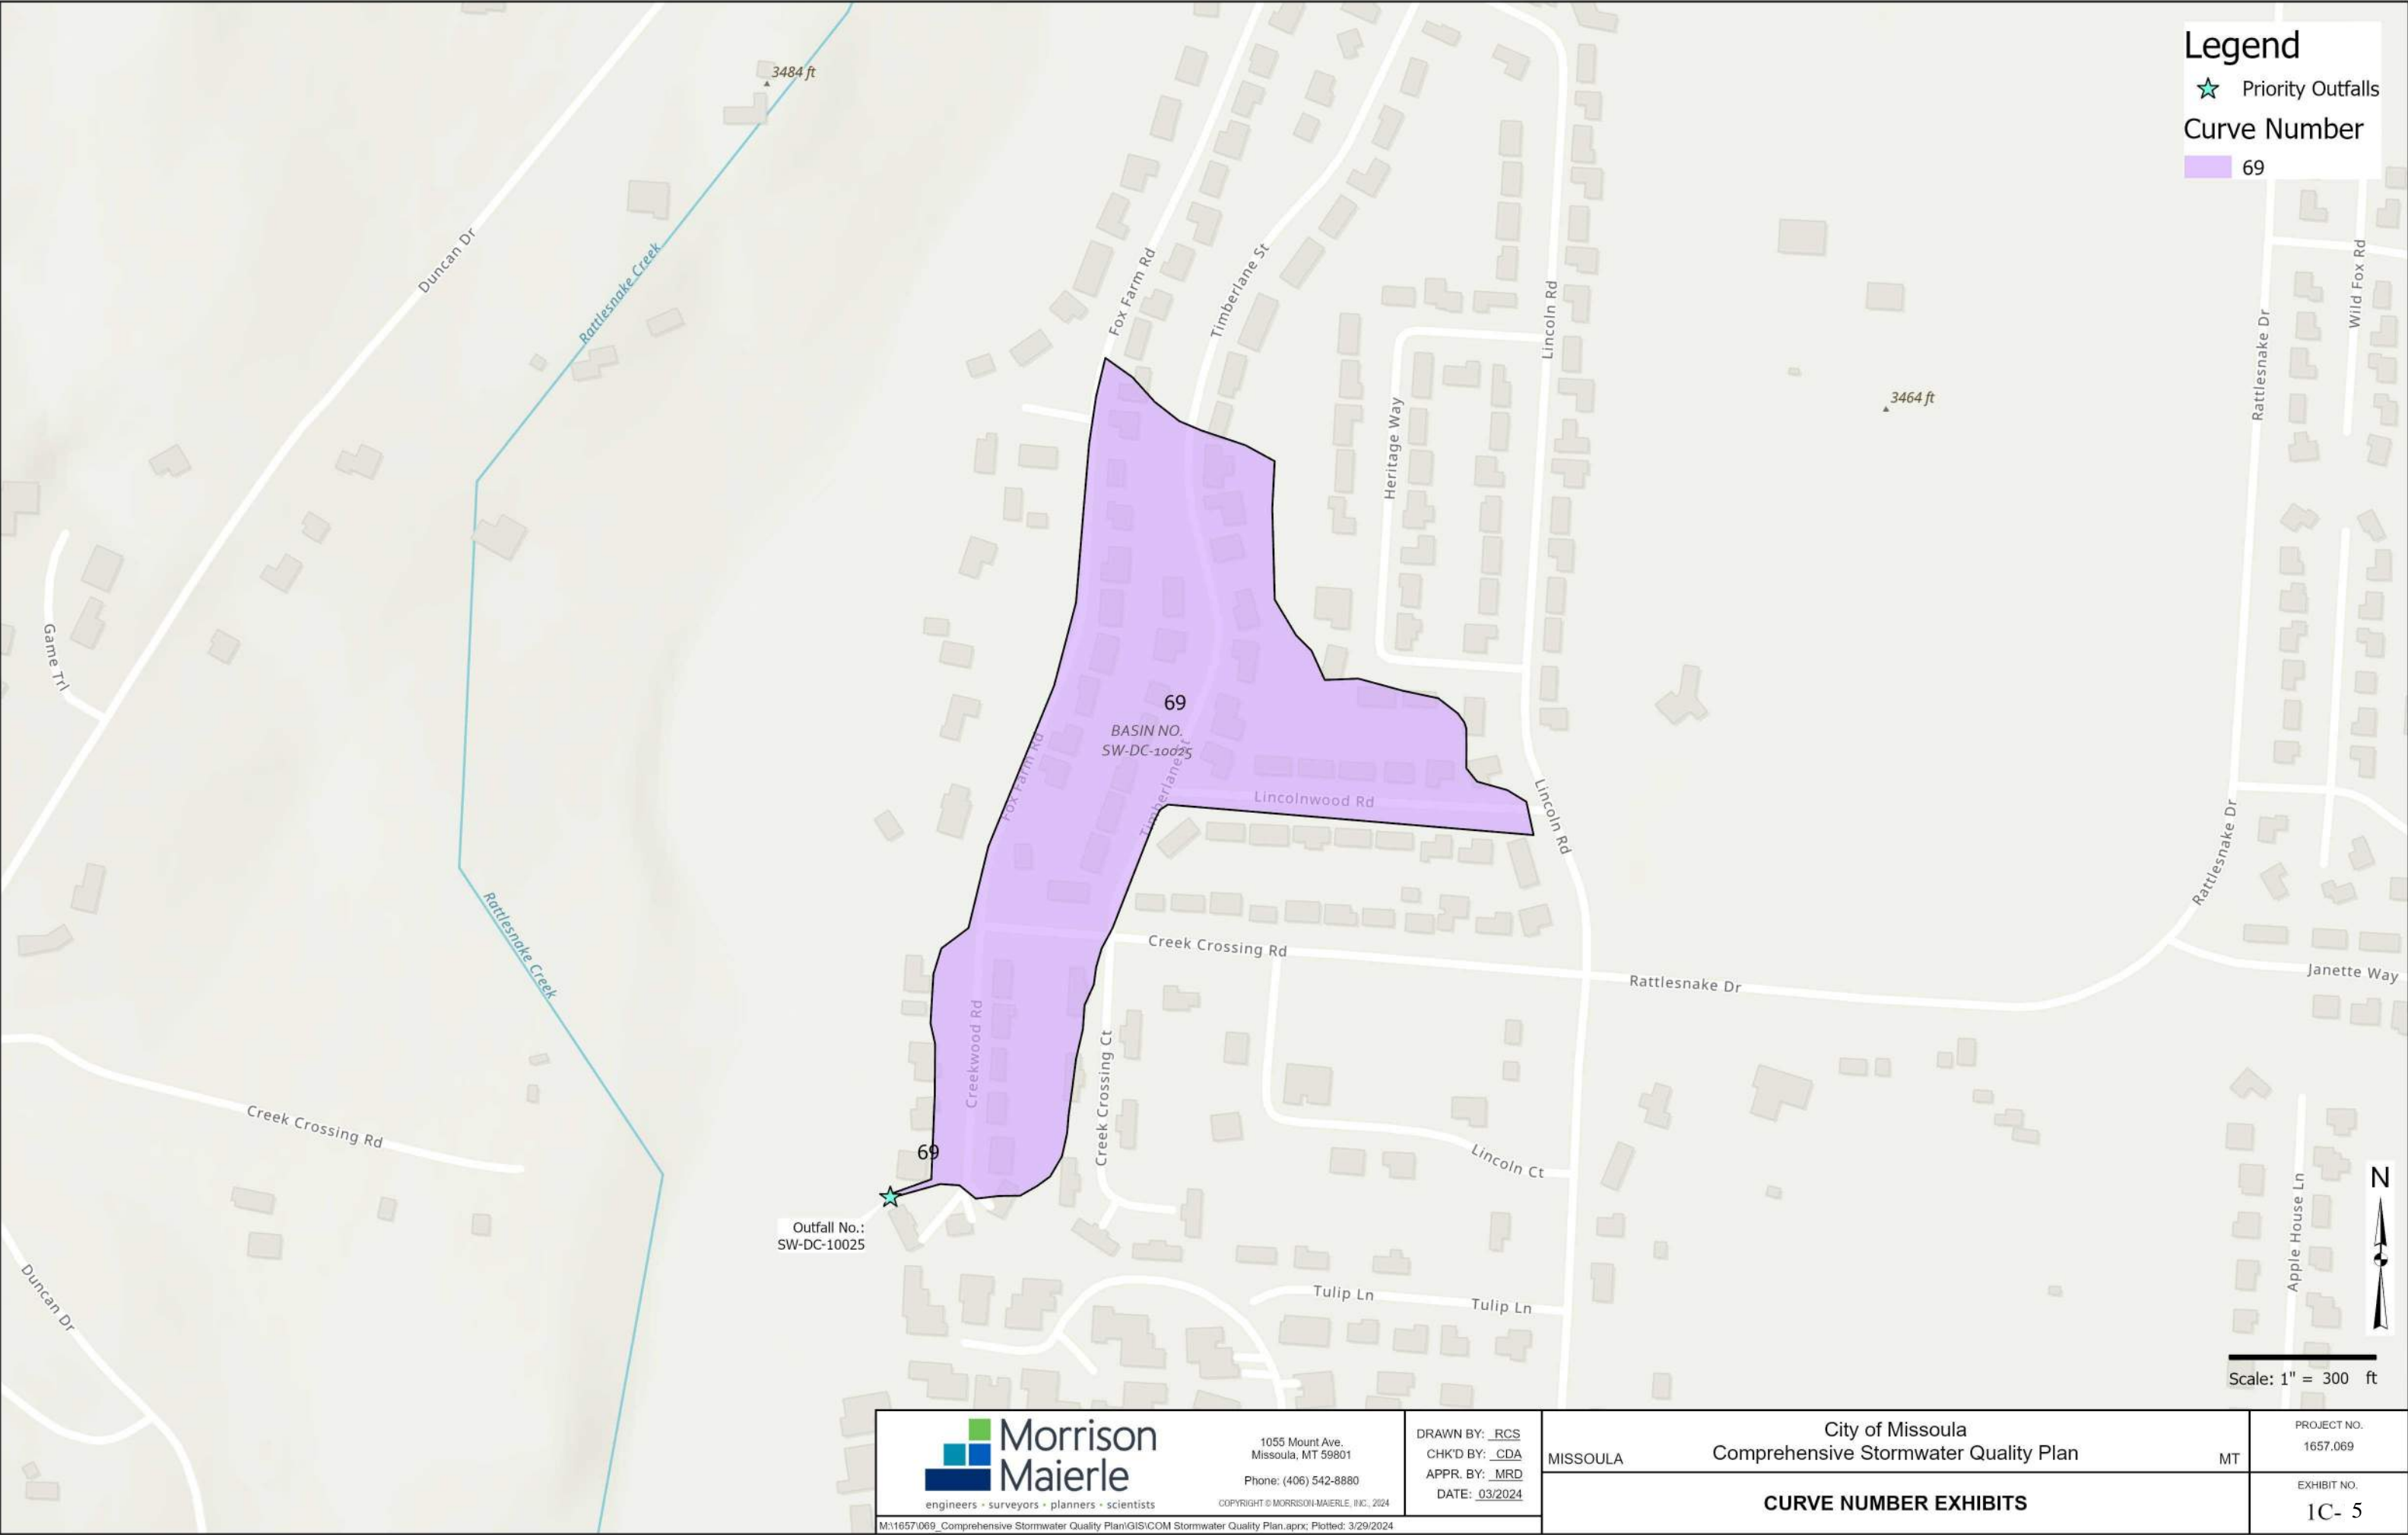 Legend
Priority Outfalls
Curve Number
69
3484 ft
Duncan Dr
Rattlesnake Creek
Fox Farm Rd
Timberlane St
Lincoln Rd
Heritage Way
3464 ft
Rattlesnake Dr
Wild Fox Rd
Game Trl
69
BASIN NO.
SW-DC-10025
Fox Farm Rd
Timberlane St
Lincolnwood Rd
Lincoln Rd
Rattlesnake Dr
Rattlesnake Creek
Creek Crossing Rd
Rattlesnake Dr
Janette Way
Creekwood Rd
Creek Crossing Ct
Creek Crossing Rd
69
Lincoln Ct
Outfall No.:
SW-DC-10025
Duncan Dr
Tulip Ln
Tulip Ln
Apple House Ln
N
Scale: 1" = 300 ft
Morrison
Maierle
engineers • surveyors • planners • scientists
1055 Mount Ave.
Missoula, MT 59801
Phone: (406) 542-8880
COPYRIGHT © MORRISON-MAIERLE, INC., 2024
DRAWN BY: RCS
CHK'D BY: CDA
APPR. BY: MRD
DATE: 03/2024
MISSOULA
City of Missoula
Comprehensive Stormwater Quality Plan
MT
CURVE NUMBER EXHIBITS
PROJECT NO.
1657.069
EXHIBIT NO.
1C- 5
M:\1657\069_Comprehensive Stormwater Quality Plan\GIS\COM Stormwater Quality Plan.aprx; Plotted: 3/29/2024